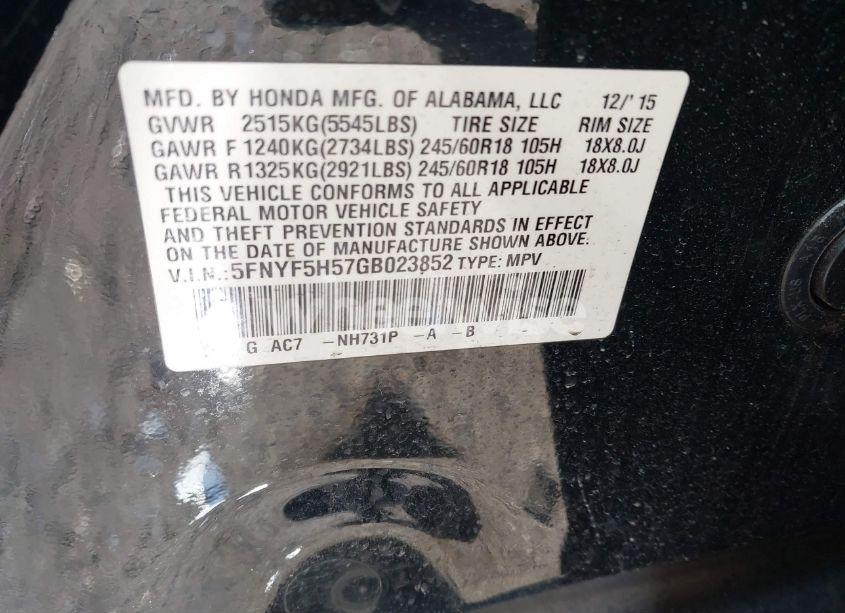 MFD. BY HONDA MFG. OF ALABAMA, LLC 12/'15
GVWR 2515KG(5545LBS) TIRE SIZE RIM SIZE
GAWR F 1240KG(2734LBS) 245/60R18 105H 18X8.0J
GAWR R 1325KG(2921LBS) 245/60R18 105H 18X8.0J
THIS VEHICLE CONFORMS TO ALL APPLICABLE
FEDERAL MOTOR VEHICLE SAFETY
AND THEFT PREVENTION STANDARDS IN EFFECT
ON THE DATE OF MANUFACTURE SHOWN ABOVE.
V.I.N.:5FNYF5H57GB023852 TYPE: MPV
G AC7 -NH731P -A -B -